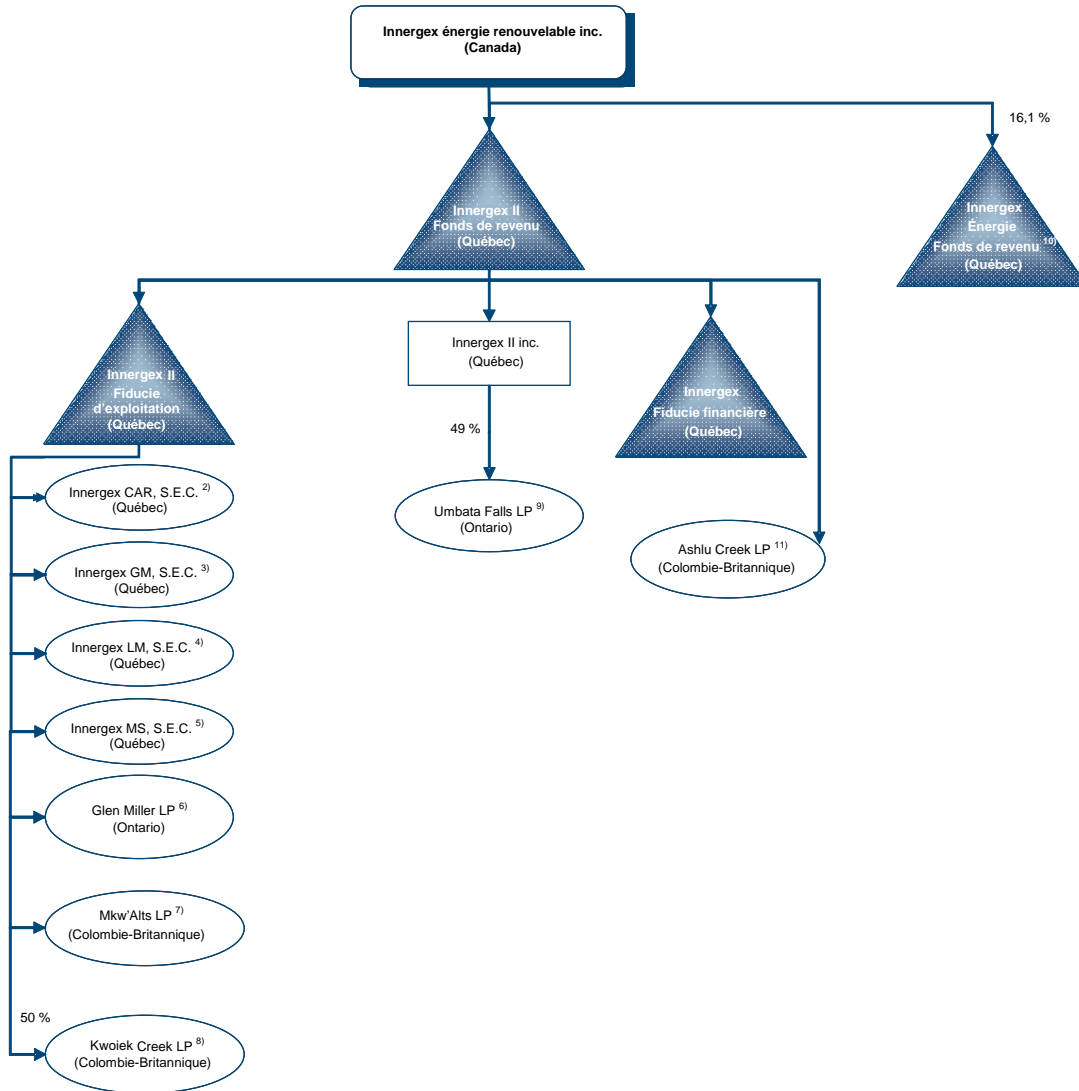 Innergex énergie renouvelable inc.
(Canada)
16,1 %
Innergex II
Fonds de revenu
(Québec)
Innergex
Énergie
Fonds de revenu 10)
(Québec)
Innergex II
Fiducie
d'exploitation
(Québec)
Innergex II inc.
(Québec)
Innergex
Fiducie financière
(Québec)
49 %
Innergex CAR, S.E.C. 2)
(Québec)
Umbata Falls LP 9)
(Ontario)
Ashlu Creek LP 11)
(Colombie-Britannique)
Innergex GM, S.E.C. 3)
(Québec)
Innergex LM, S.E.C. 4)
(Québec)
Innergex MS, S.E.C. 5)
(Québec)
Glen Miller LP 6)
(Ontario)
Mkw'Alts LP 7)
(Colombie-Britannique)
50 %
Kwoiek Creek LP 8)
(Colombie-Britannique)